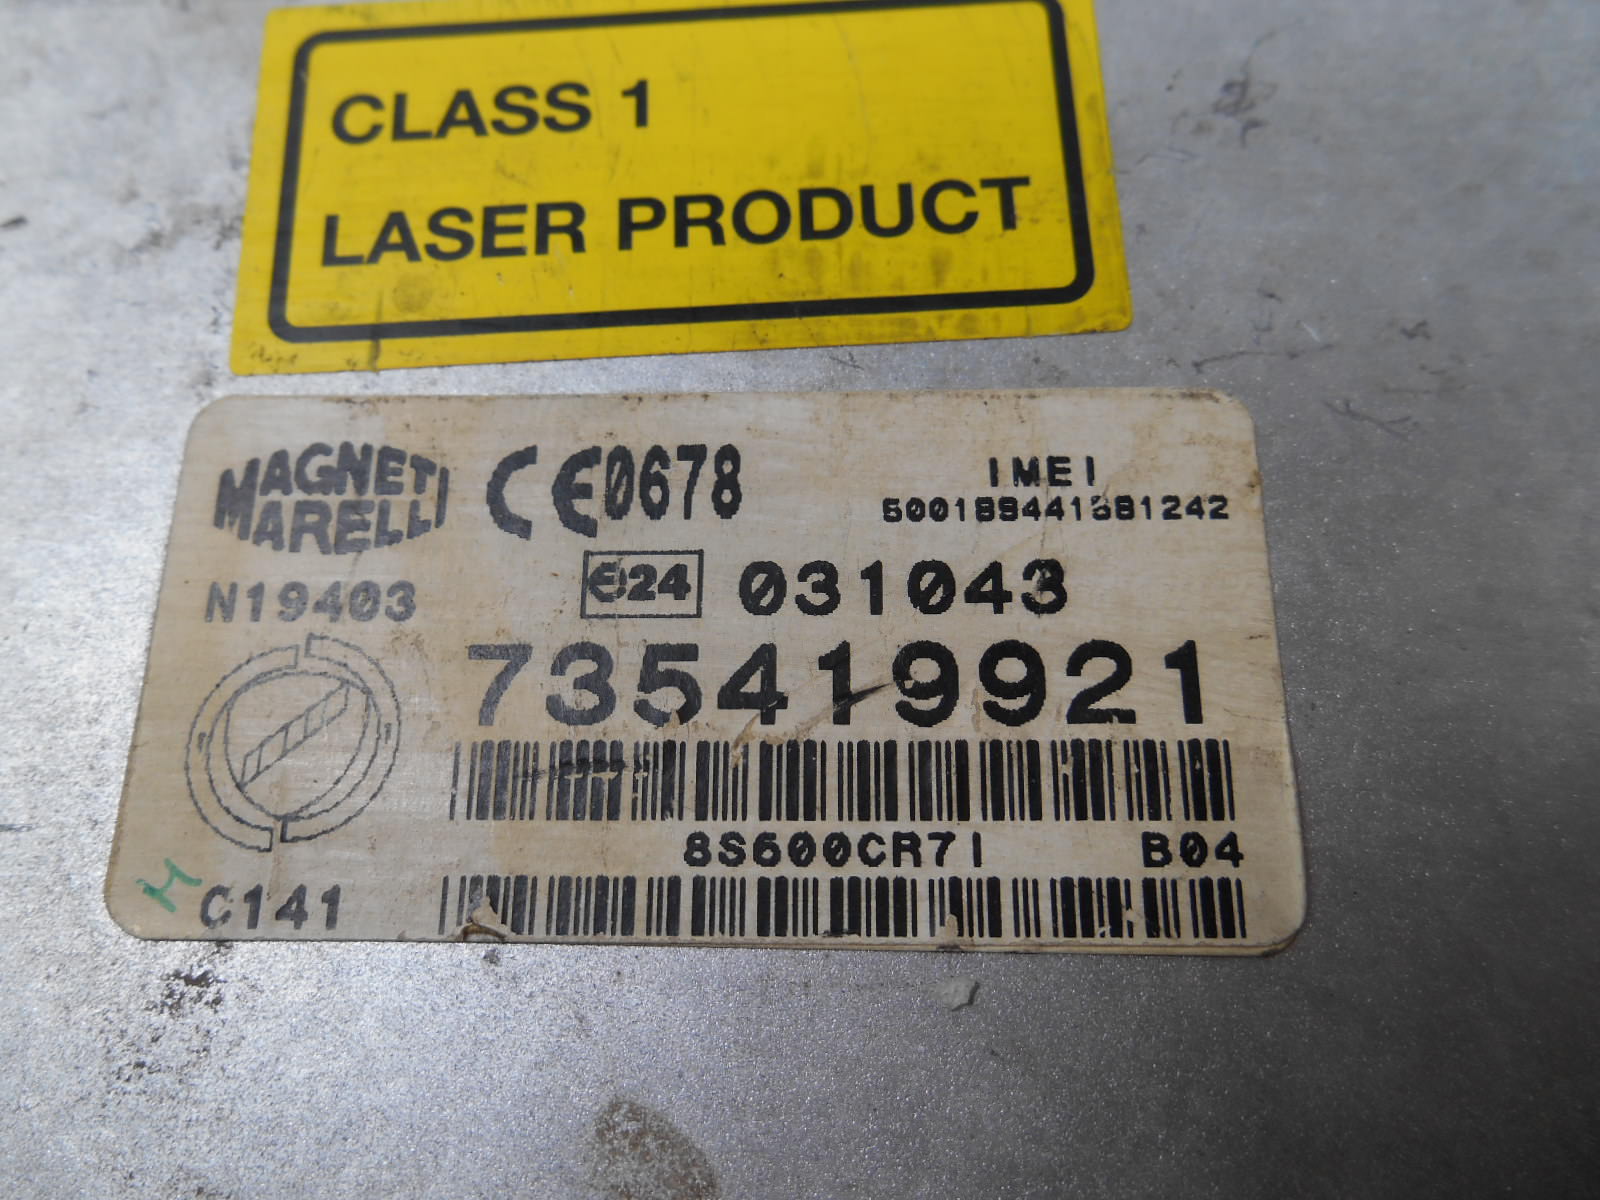 CLASS 1
LASER PRODUCT
MAGNETI
MARELLI
CE0678
IMEI
e24 031043
N19403
735419921
8S600CR7I B04
C141